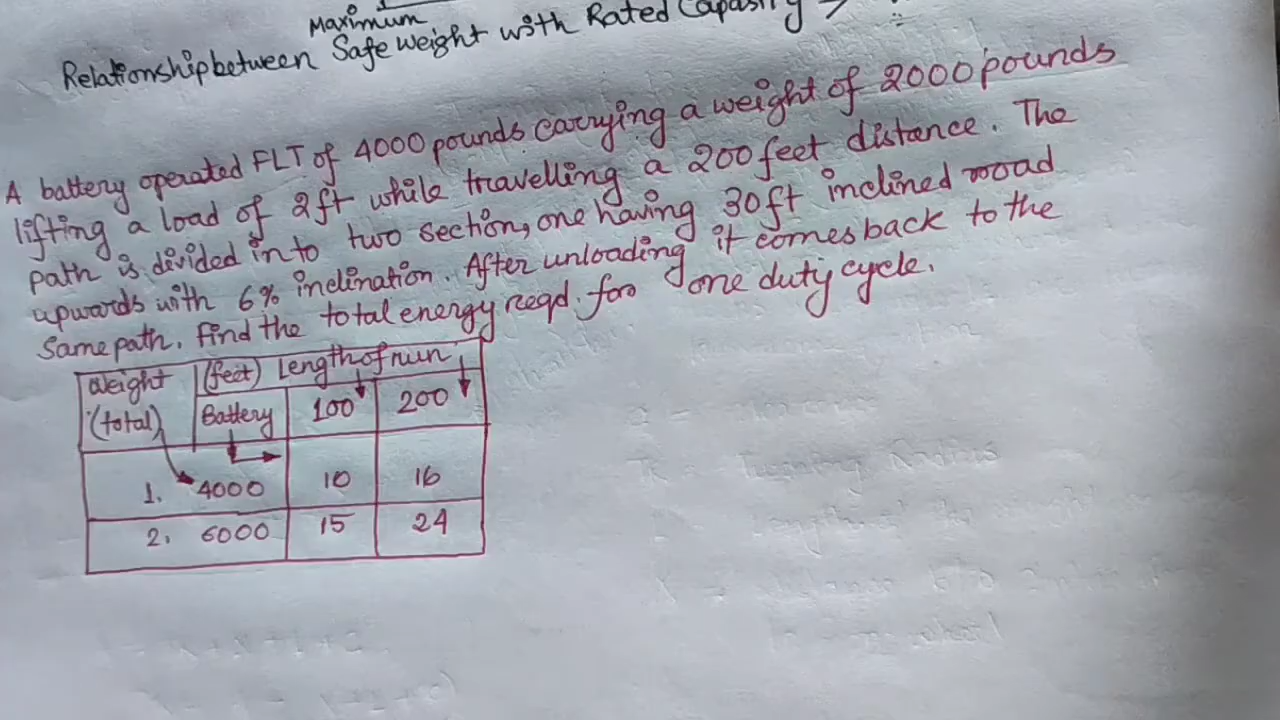 Maximum
Relationship between Safe Weight with Rated Capasity →
A battery operated FLT of 4000 pounds carrying a weight of 2000 pounds
lifting a load of 2ft while travelling a 200 feet distance. The
path is divided in to two section, one having 30ft inclined road
upwards with 6% inclination. After unloading it comes back to the
same path. Find the total energy reqd. for one duty cycle.
Weight (feet) Length of run
(total) Battery 100 200
1. 4000 10 16
2. 6000 15 24